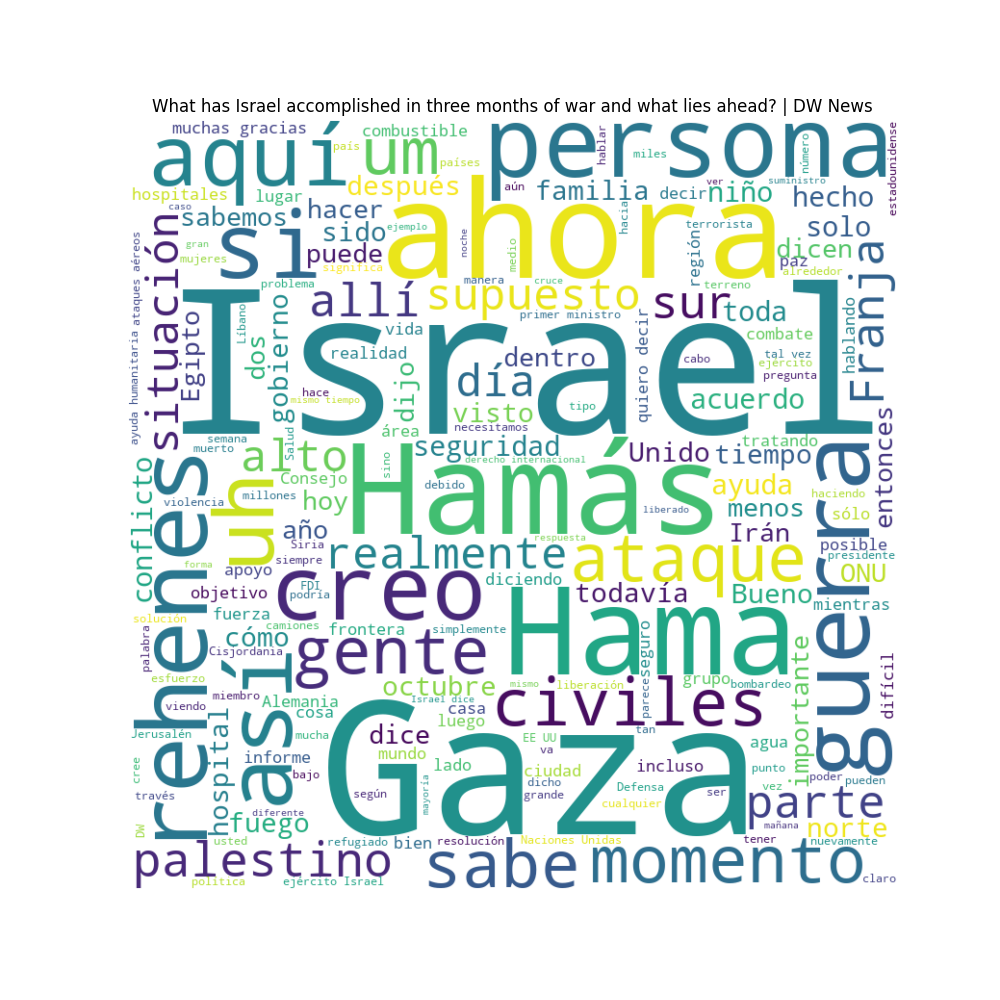 What has Israel accomplished in three months of war and what lies ahead? | DW News
muchas gracias
combustible
persona
hablar
miles
número
estadounidense
aquí
país
um
países
hospitales
lugar
después
aún
familia
decir
ver
niño
suministro
hecho
caso
sabemos
hacer
ahora
hacia
terrorista
solo
situación
gran
mujeres
si
sido
ejemplo
puede
significa
noche
medio
región
dicen
paz
alrededor
Franja
ayuda humanitaria
ataques aéreos
problema
allí
supuesto
manera
cruce
primer ministro
sur
terreno
toda
combate
hablando
Egipto
Líbano
dos
gobierno
Israel
vida
realidad
dentro
quiero decir
cabo
tal vez
ejército
pregunta
hace
mismo tiempo
dijo
día
tipo
acuerdo
visto
necesitamos
área
semana
muerto
Salud
seguridad
derecho internacional
Unido
tiempo
tratando
entonces
guerra
rehenes
alto
Consejo
sino
Hamás
debido
liberado
ayuda
haciendo
conflicto
violencia
uh
millones
hoy
menos
sólo
año
Siria
siempre
respuesta
Irán
posible
presidente
forma
apoyo
realmente
ataque
ONU
objetivo
FPI
podría
creo
diciendo
todavía
Bueno
mientras
solución
fuerza
camiones
frontera
simplemente
Hama
palabra
cómo
Cisjordania
gente
seguro
parece
importante
difícil
esfuerzo
así
miembro
Alemania
octubre
mismo
liberación
grupo
bombardeo
viendo
cosa
Israel dice
casa
civiles
Jerusalén
hospital
mucha
dice
luego
EE UU
tan
va
agua
cree
informe
mundo
lado
dicho
ciudad
incluso
punto
poder
pueden
bajo
mayoría
Gaza
Defensa
ser
vez
través
según
grande
cualquier
parte
diferente
DW
fuego
mañana
norte
usted
refugiado
bien
resolución
Naciones Unidas
tener
nuevamente
palestino
política
ejército Israel
sabe
momento
claro